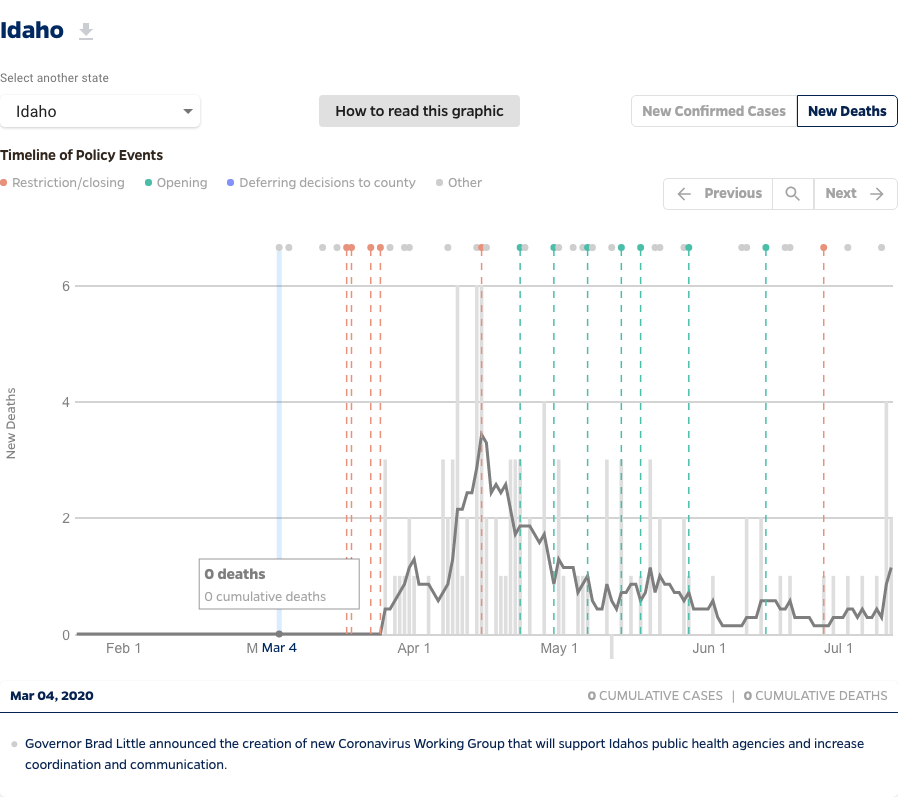 Idaho
Select another state
Idaho
How to read this graphic
New Confirmed Cases
New Deaths
Timeline of Policy Events
Restriction/closing
Opening
Deferring decisions to county
Other
Previous
Next
6
4
2
0
New Deaths
0 deaths
0 cumulative deaths
Feb 1
M Mar 4
Apr 1
May 1
Jun 1
Jul 1
Mar 04, 2020
0 CUMULATIVE CASES | 0 CUMULATIVE DEATHS
Governor Brad Little announced the creation of new Coronavirus Working Group that will support Idahos public health agencies and increase
coordination and communication.